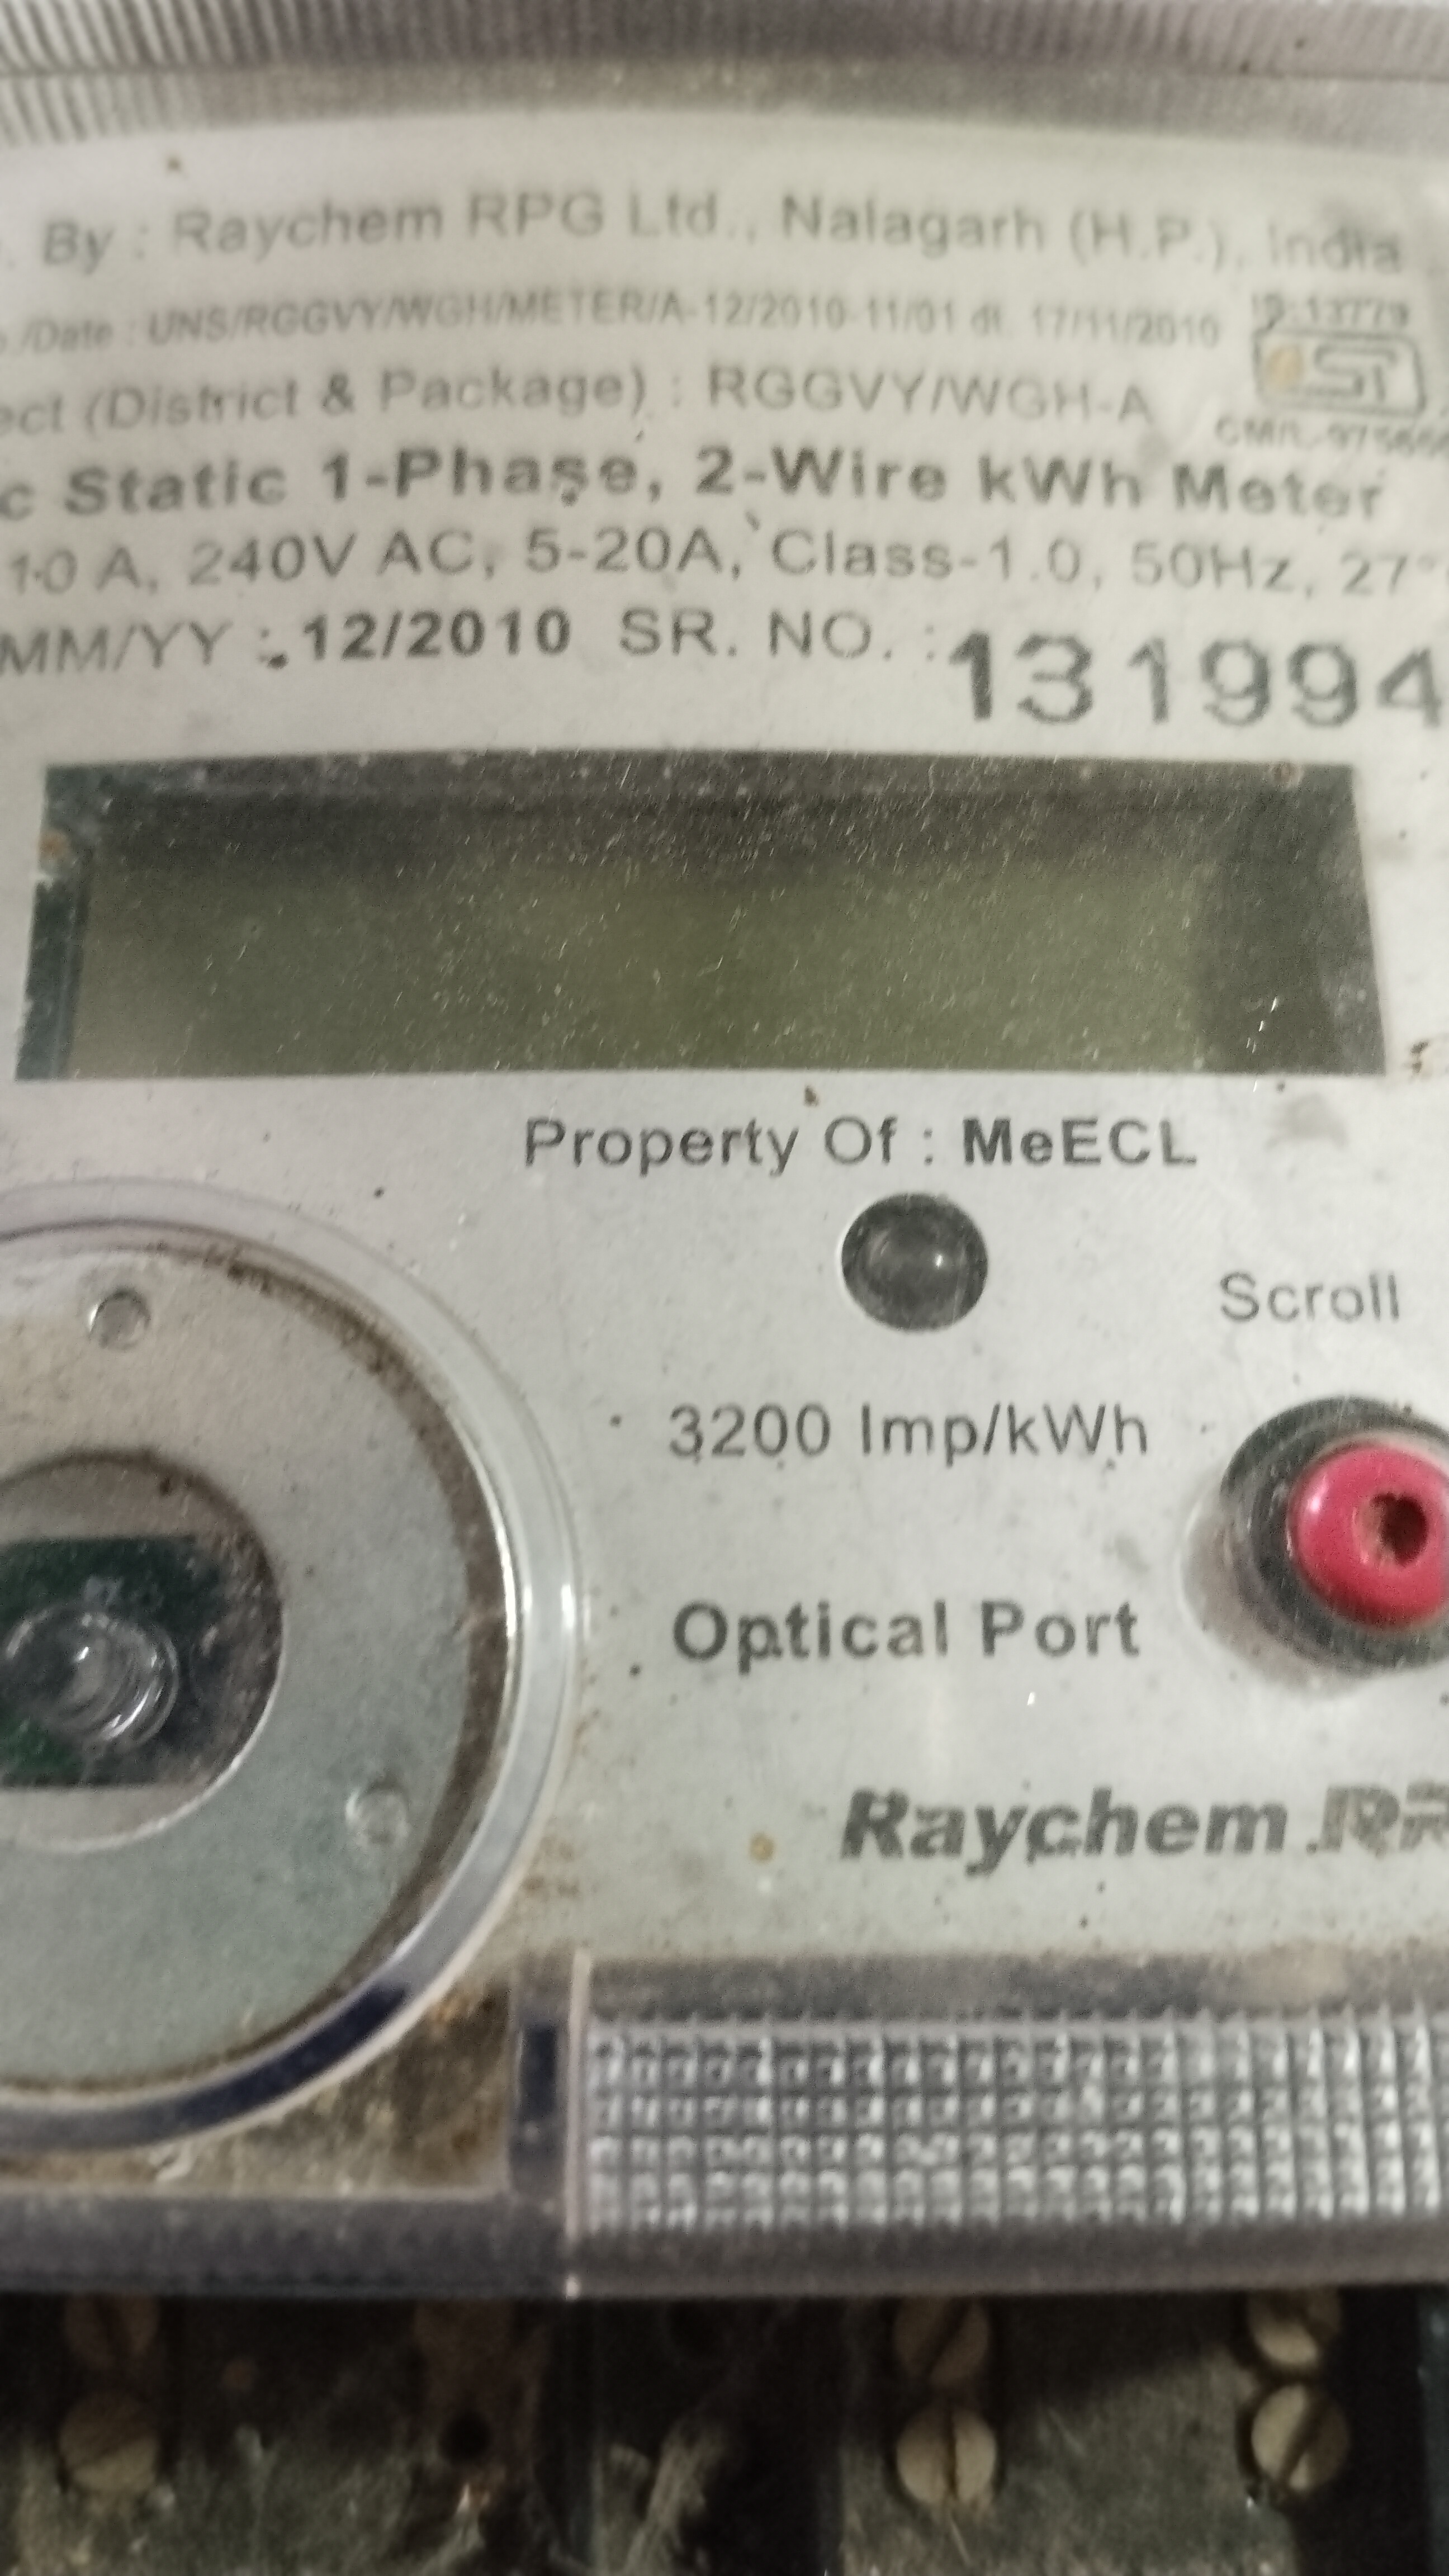 . By : Raychem RPG Ltd., Nalagarh (H.P.), India
./Date : UNS/RGGVY/WGH/METER/A-12/2010-11/01 dt. 17/11/2010
IS:13779
ect (District & Package) : RGGVY/WGH-A
c Static 1-Phase, 2-Wire kWh Meter
10 A, 240V AC, 5-20A, Class-1.0, 50Hz, 27°
MM/YY : 12/2010 SR. NO. : 131994
Property Of : MeECL
Scroll
3200 Imp/kWh
Optical Port
Raychem